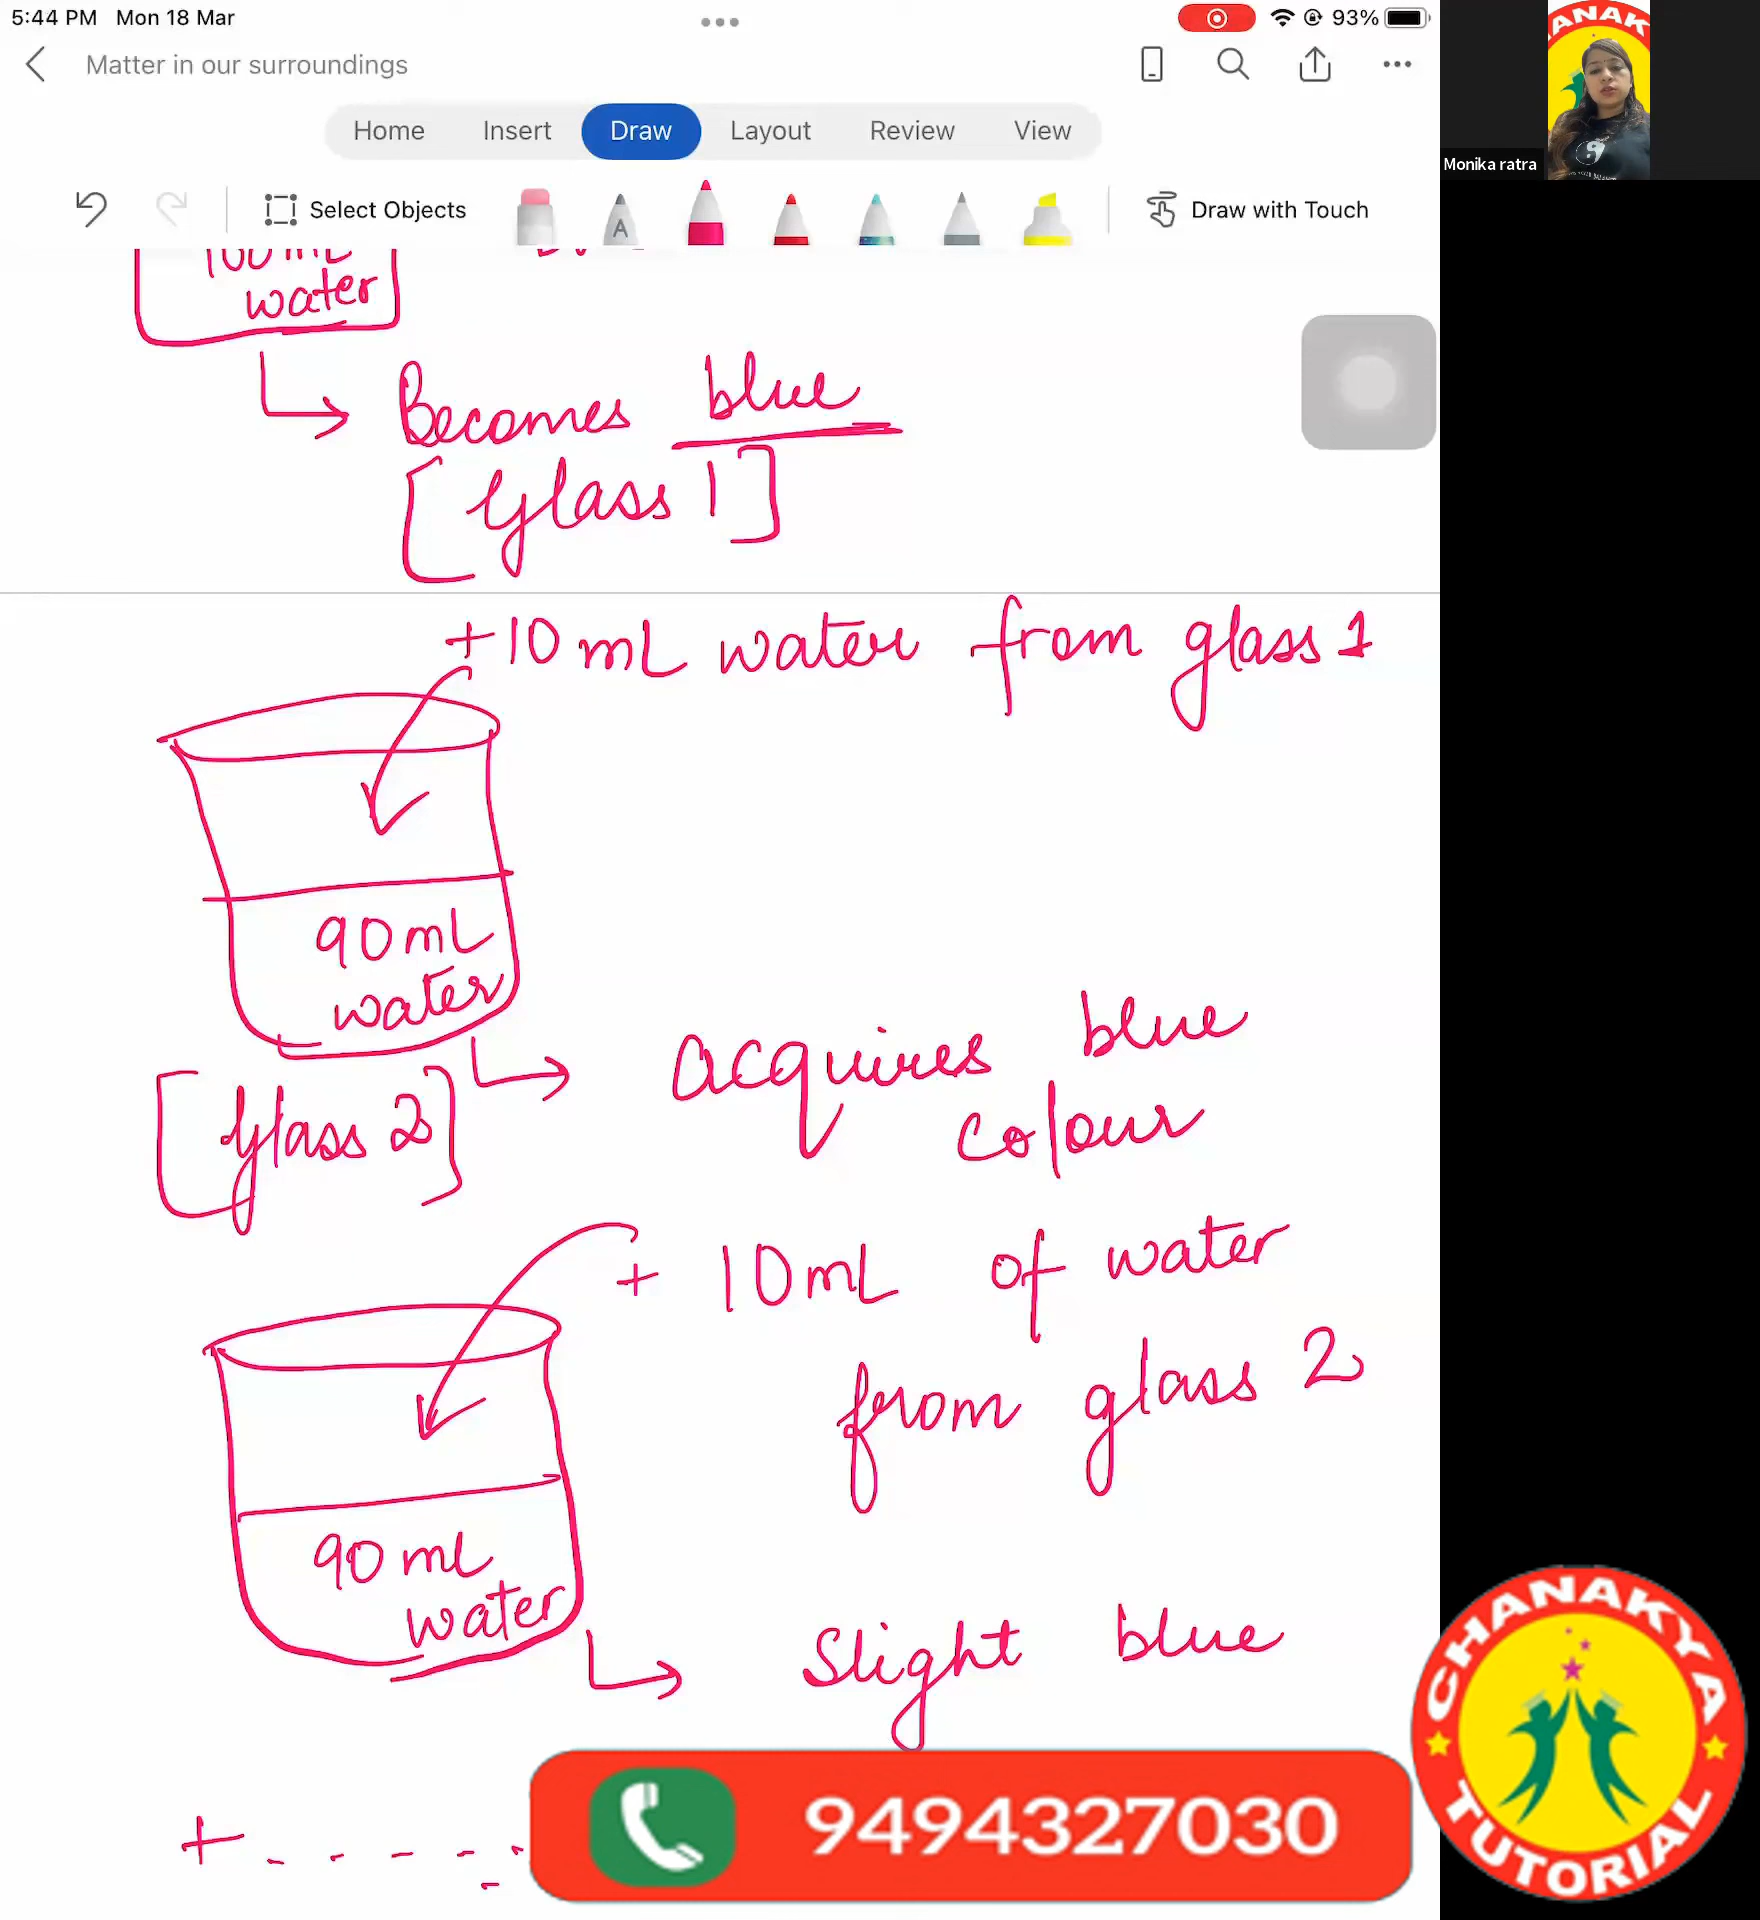 5:44 PM Mon 18 Mar
93%
Matter in our surroundings
Home Insert Draw Layout Review View
Select Objects
A
Draw with Touch
100 mL
water
Becomes blue
[Glass 1]
+10 mL water from glass 1
90 mL
water
[Glass 2]
acquires blue
colour
+ 10 mL of water
from glass 2
90 ml
water
Slight blue
+ - - - - -
9494327030
Monika ratra
CHANAKYA
TUTORIAL